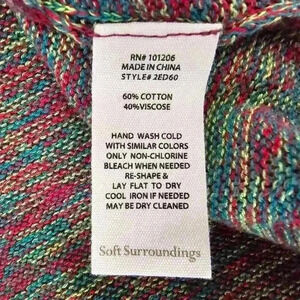 RN# 101206
MADE IN CHINA
STYLE# 2ED60
60% COTTON
40%VISCOSE
HAND WASH COLD
WITH SIMILAR COLORS
ONLY NON-CHLORINE
BLEACH WHEN NEEDED
RE-SHAPE &
LAY FLAT TO DRY
COOL IRON IF NEEDED
MAY BE DRY CLEANED
Soft Surroundings